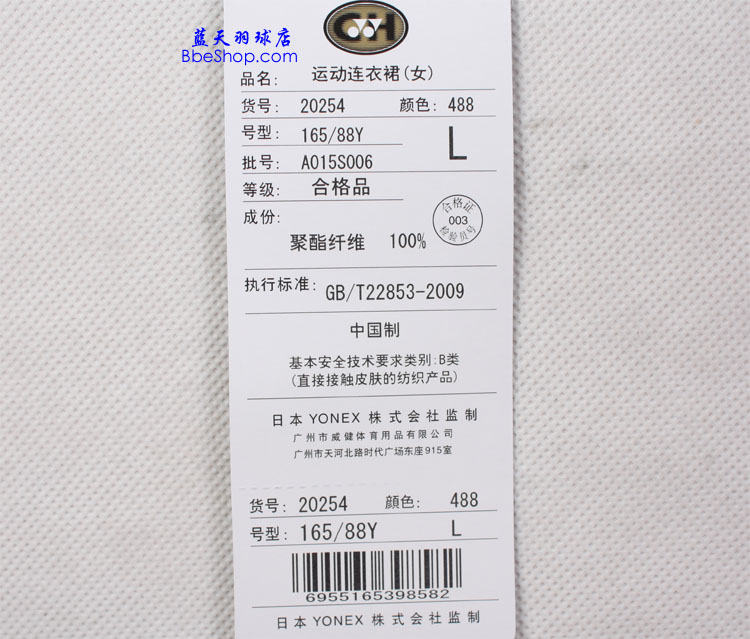 CH
蓝天羽球店
BbeShop.com
品名: 运动连衣裙(女)
货号: 20254 颜色: 488
号型: 165/88Y L
批号: A015S006
等级: 合格品
成份:
聚酯纤维 100%
合格证
003
检验员号
执行标准: GB/T22853-2009
中国制
基本安全技术要求类别:B类
(直接接触皮肤的纺织产品)
日本 YONEX 株式会社监制
广州市威健体育用品有限公司
广州市天河北路时代广场东座915室
货号: 20254 顔色: 488
号型: 165/88Y L
6955165398582
日本 YONEX 株式会社监制